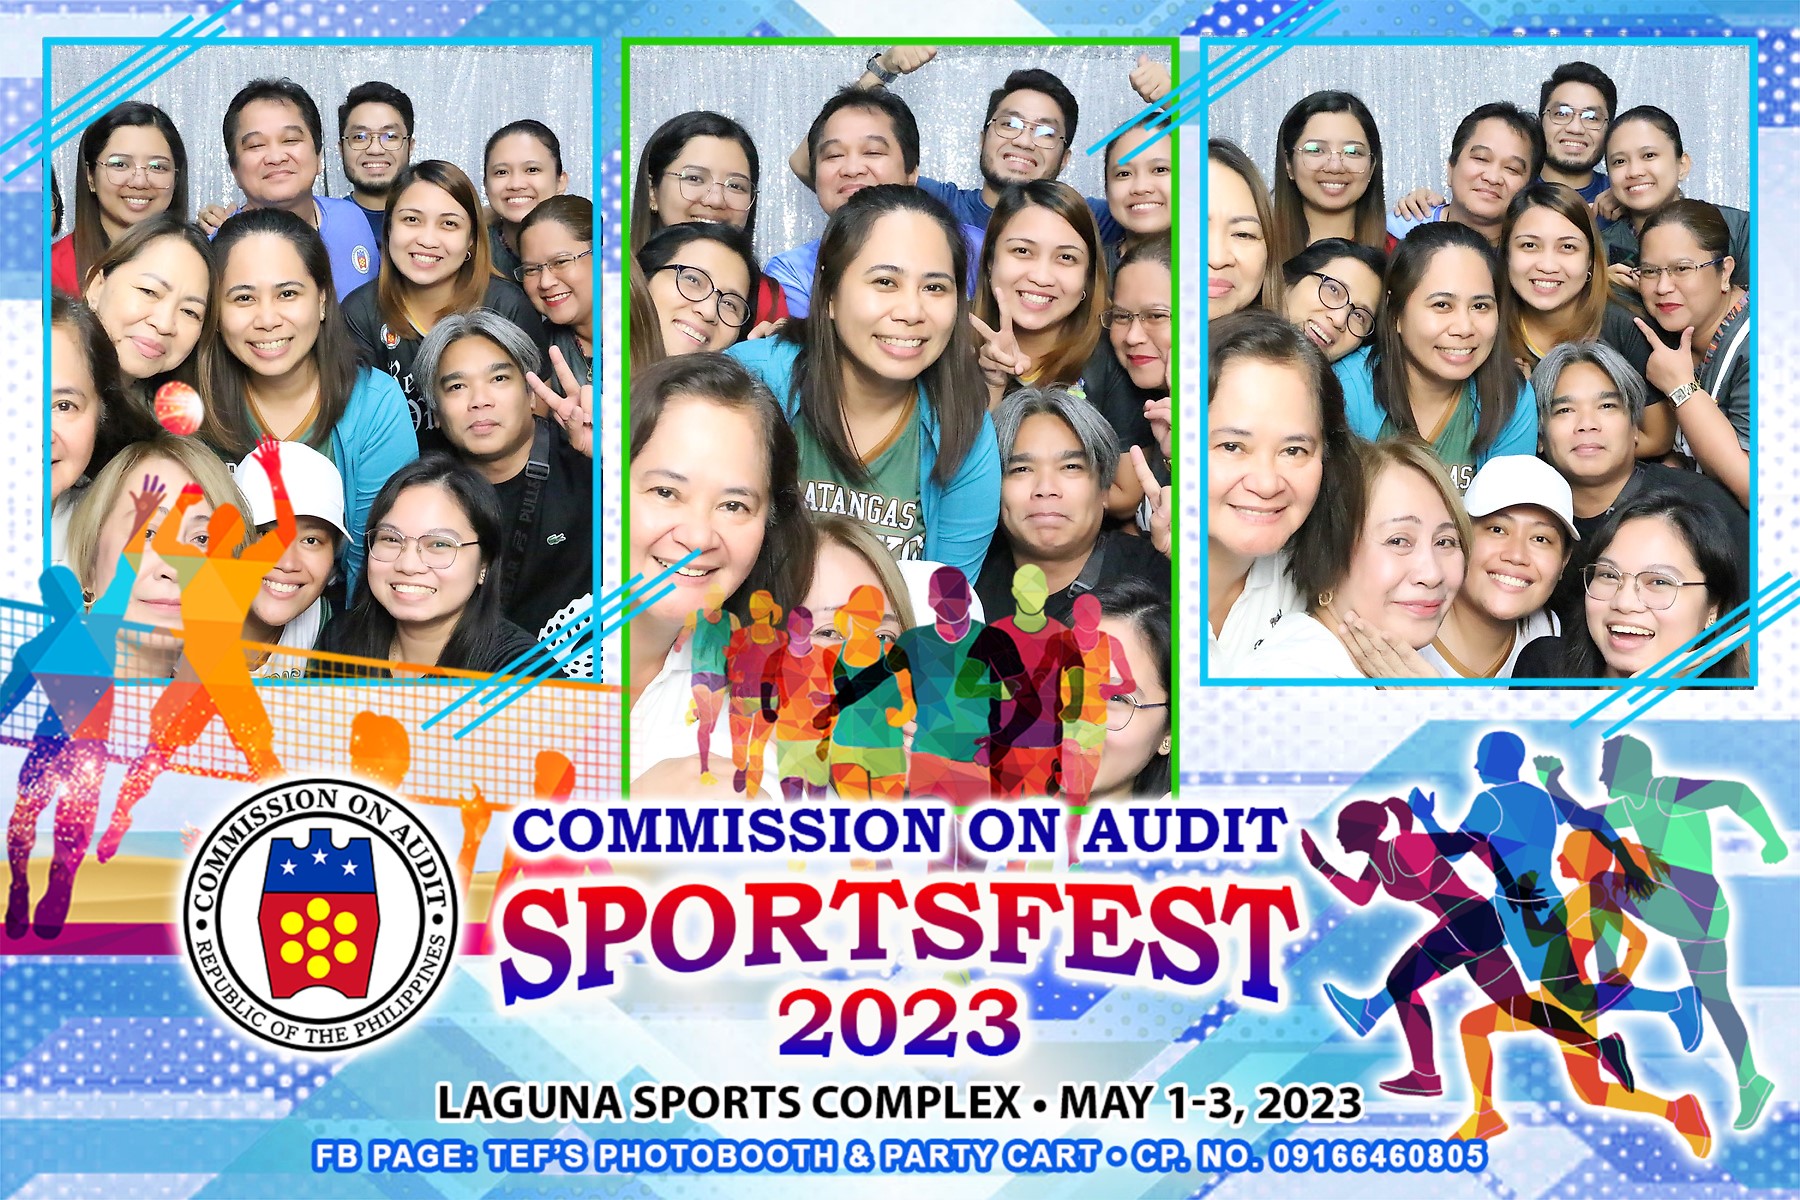 ATANGAS
COMMISSION ON AUDIT
REPUBLIC OF THE PHILIPPINES
COMMISSION ON AUDIT
SPORTSFEST
2023
LAGUNA SPORTS COMPLEX • MAY 1-3, 2023
FB PAGE: TEF'S PHOTOBOOTH & PARTY CART • CP. NO. 09166460805